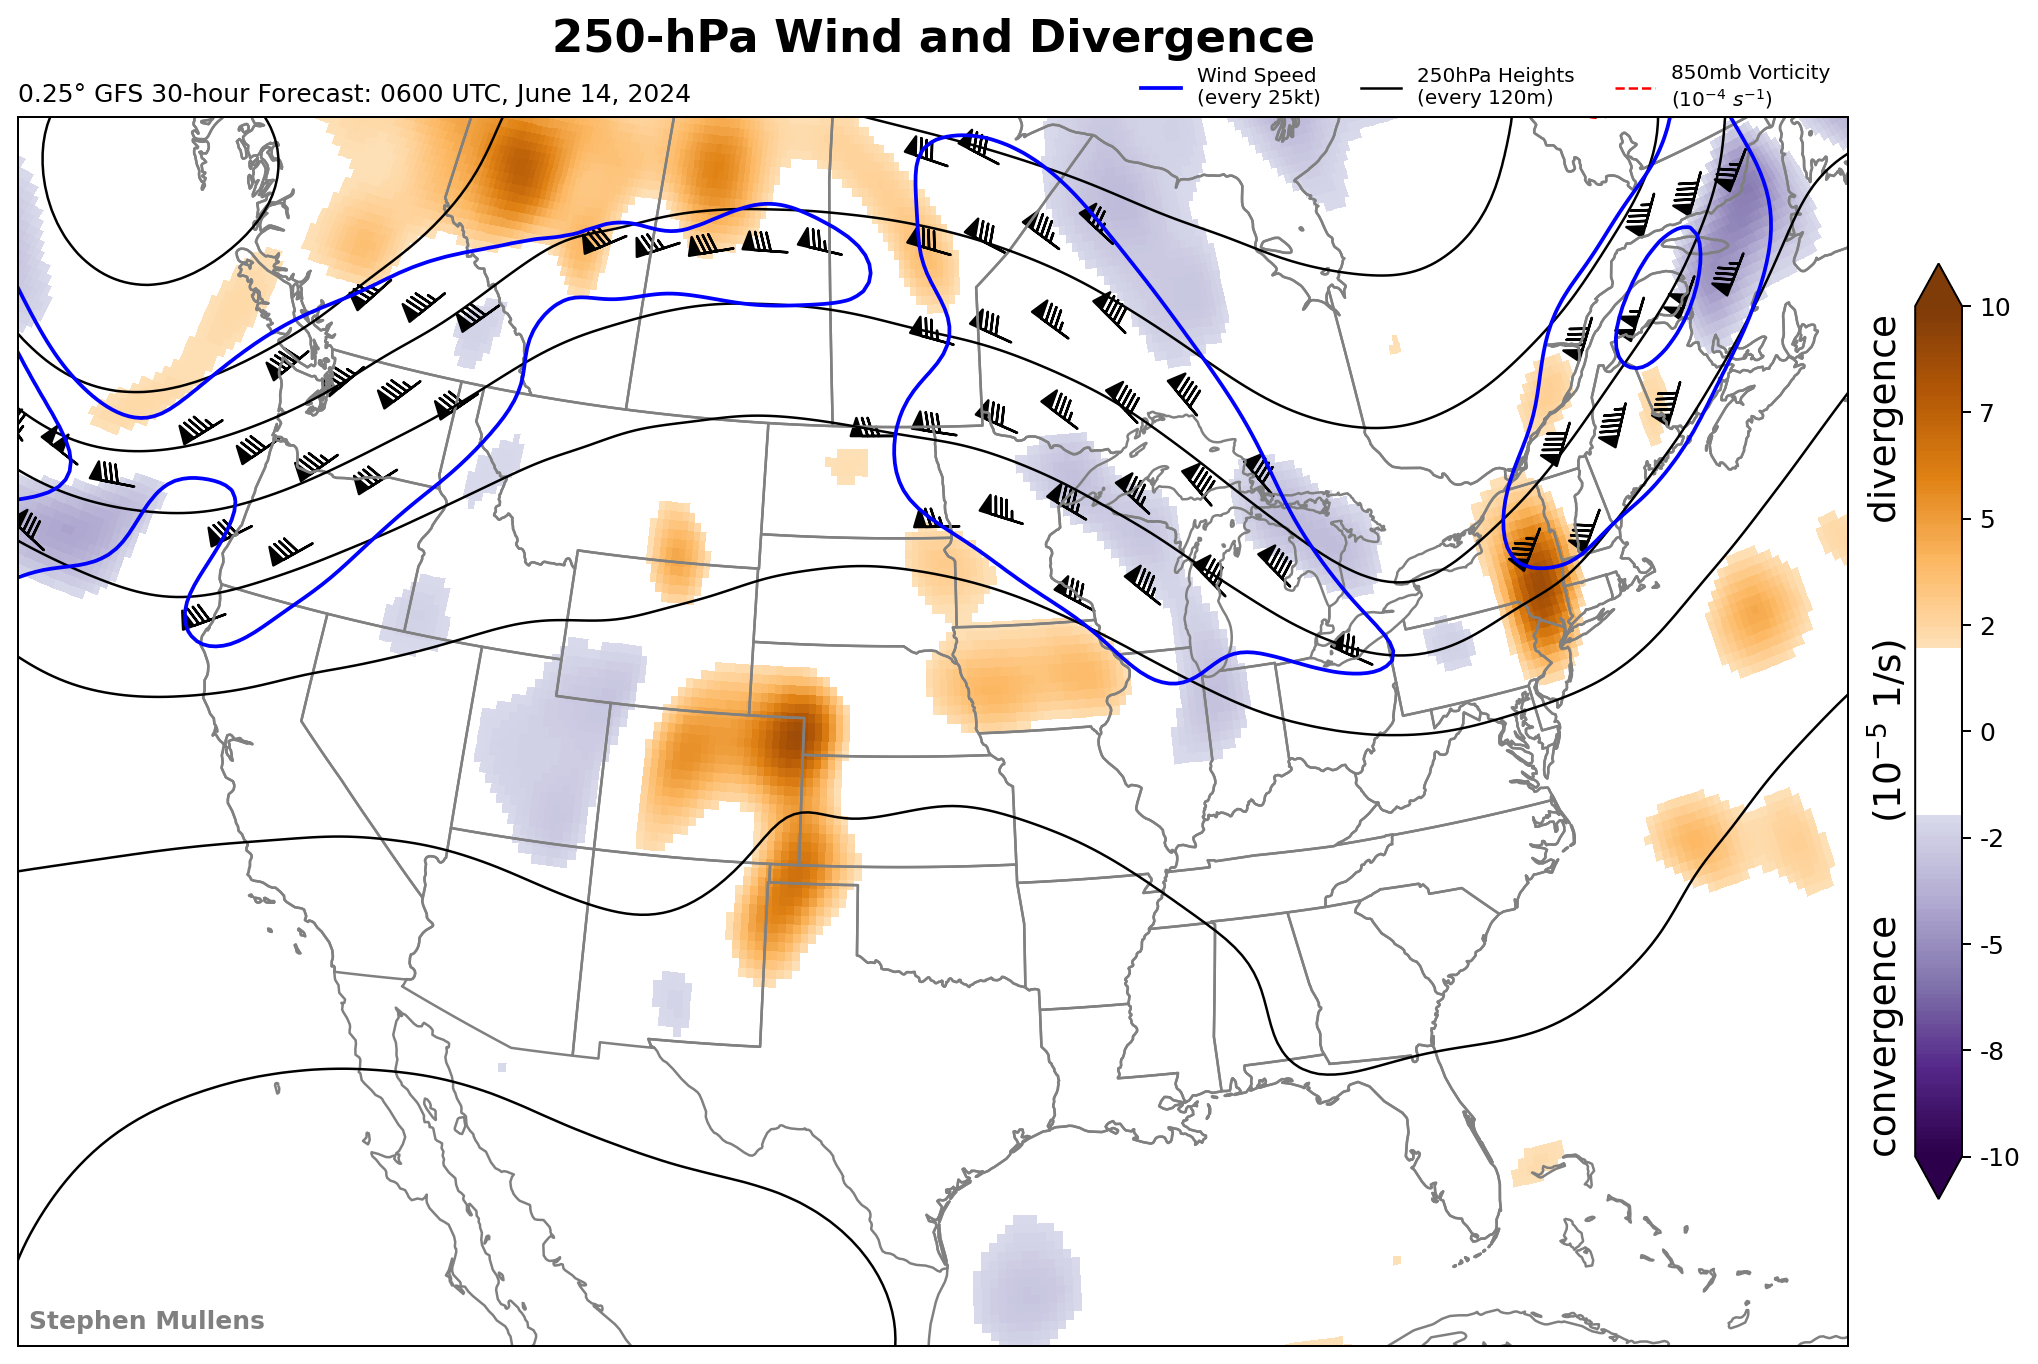 250-hPa Wind and Divergence
0.25° GFS 30-hour Forecast: 0600 UTC, June 14, 2024
Wind Speed
(every 25kt)
250hPa Heights
(every 120m)
850mb Vorticity
(10⁻⁴ s⁻¹)
10
7
5
2
0
-2
-5
-8
-10
convergence (10⁻⁵ 1/s) divergence
Stephen Mullens